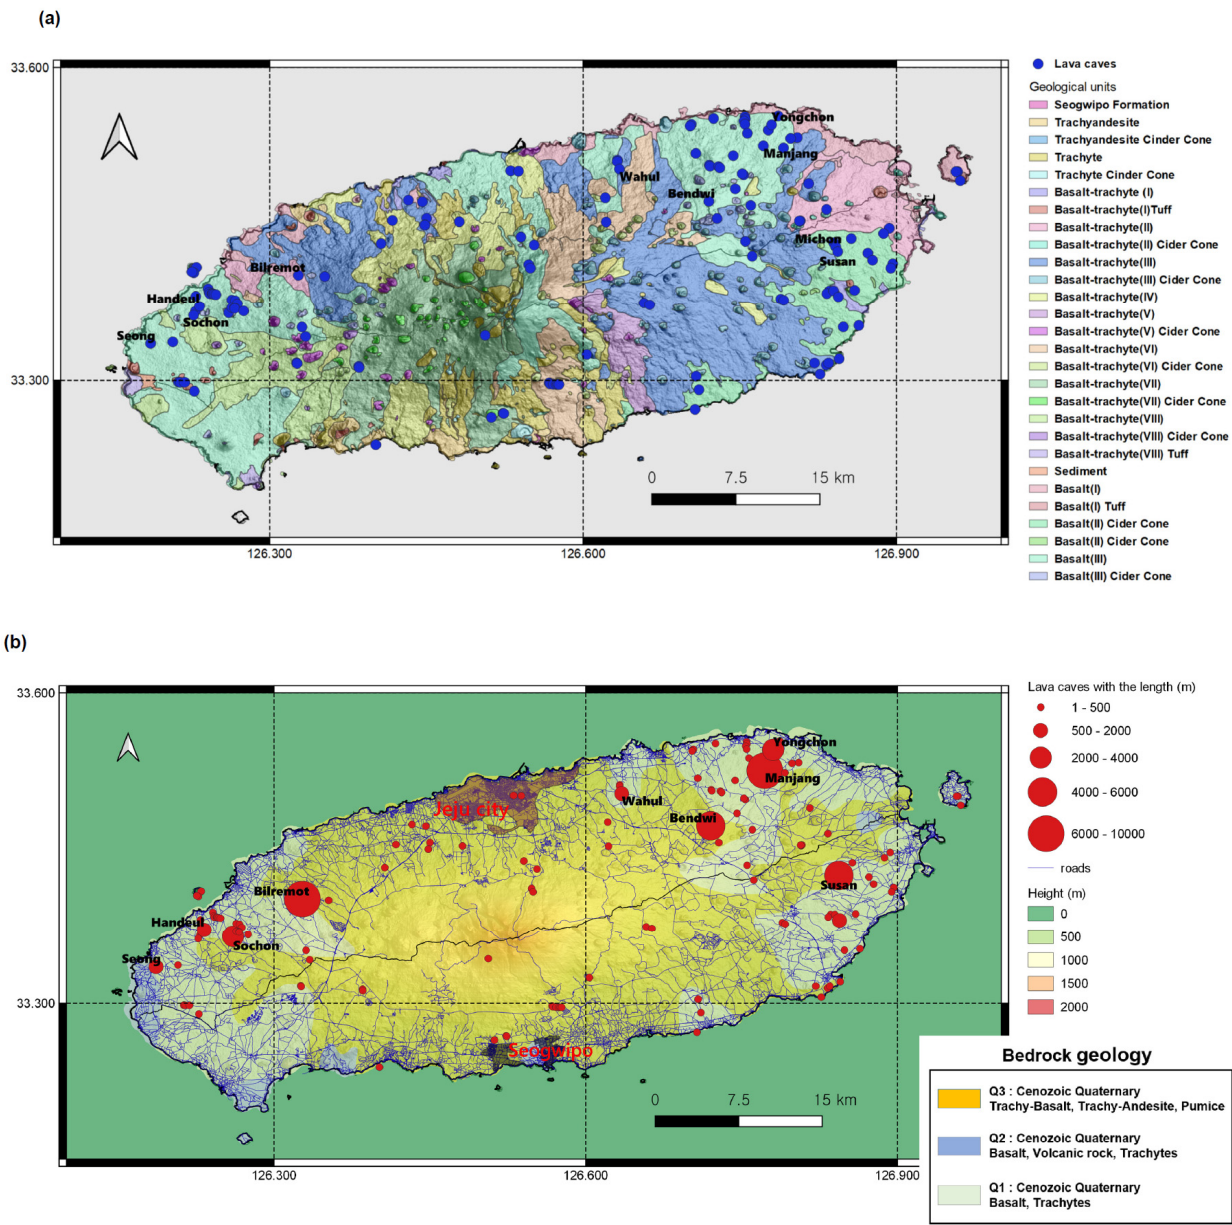 (a)
33.600
33.300
126.300
126.600
126.900
Yongchon
Manjang
Wahul
Bendwi
Michon
Susan
Bilremot
Handeul
Sochon
Seong
0 7.5 15 km
Lava caves
Geological units
Seogwipo Formation
Trachyandesite
Trachyandesite Cinder Cone
Trachyte
Trachyte Cinder Cone
Basalt-trachyte (I)
Basalt-trachyte(I)Tuff
Basalt-trachyte(II)
Basalt-trachyte(II) Cider Cone
Basalt-trachyte(III)
Basalt-trachyte(III) Cider Cone
Basalt-trachyte(IV)
Basalt-trachyte(V)
Basalt-trachyte(V) Cider Cone
Basalt-trachyte(VI)
Basalt-trachyte(VI) Cider Cone
Basalt-trachyte(VII)
Basalt-trachyte(VII) Cider Cone
Basalt-trachyte(VIII)
Basalt-trachyte(VIII) Cider Cone
Basalt-trachyte(VIII) Tuff
Sediment
Basalt(I)
Basalt(I) Tuff
Basalt(II) Cider Cone
Basalt(II) Cider Cone
Basalt(III)
Basalt(III) Cider Cone
(b)
33.600
33.300
126.300
126.600
126.900
Yongchon
Manjang
Jeju city
Wahul
Bendwi
Susan
Bilremot
Handeul
Sochon
Seong
Seogwipo
0 7.5 15 km
Lava caves with the length (m)
1 - 500
500 - 2000
2000 - 4000
4000 - 6000
6000 - 10000
roads
Height (m)
0
500
1000
1500
2000
Bedrock geology
Q3 : Cenozoic Quaternary
Trachy-Basalt, Trachy-Andesite, Pumice
Q2 : Cenozoic Quaternary
Basalt, Volcanic rock, Trachytes
Q1 : Cenozoic Quaternary
Basalt, Trachytes